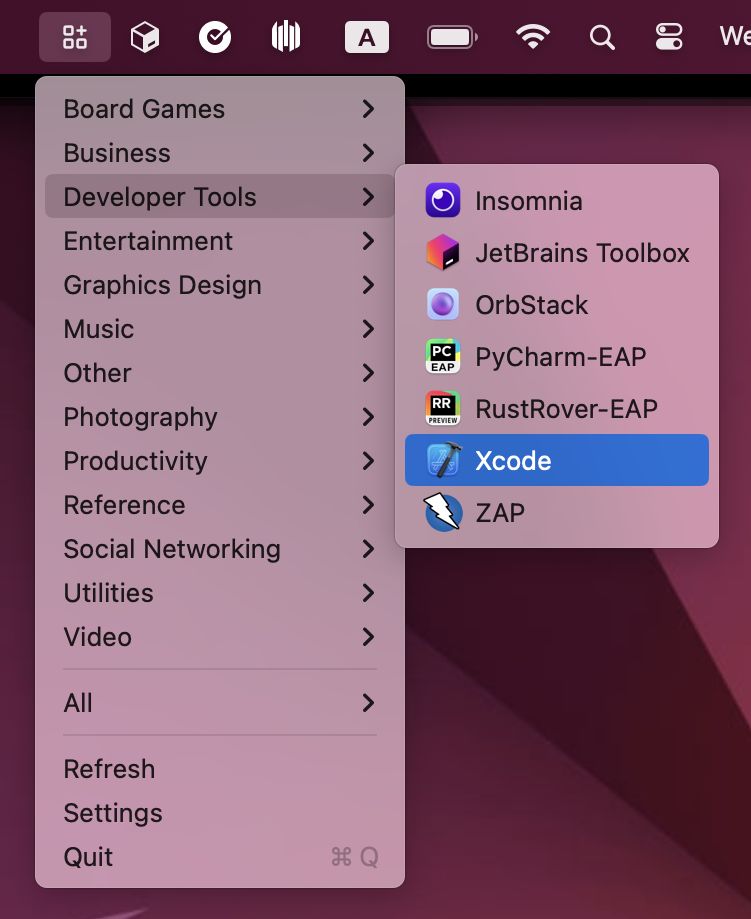 A
We
Board Games
Business
Developer Tools
Entertainment
Graphics Design
Music
Other
Photography
Productivity
Reference
Social Networking
Utilities
Video
All
Refresh
Settings
Quit ⌘ Q
Insomnia
JetBrains Toolbox
OrbStack
PC
EAP
PyCharm-EAP
RR
PREVIEW
RustRover-EAP
Xcode
ZAP